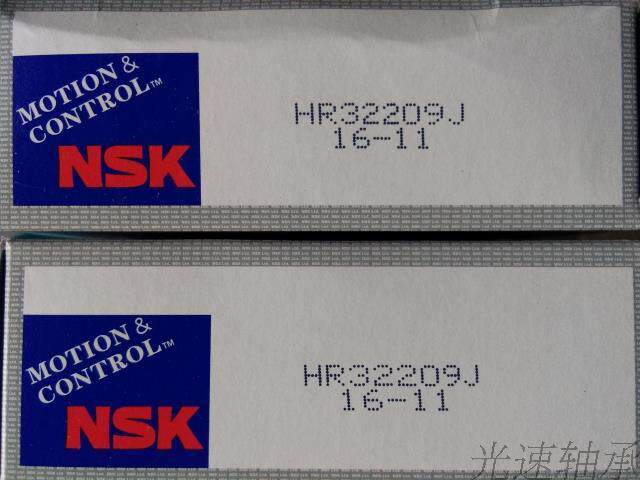 MOTION &
CONTROL™
NSK
HR32209J
16-11
MOTION &
CONTROL™
NSK
HR32209J
16-11
光速轴承